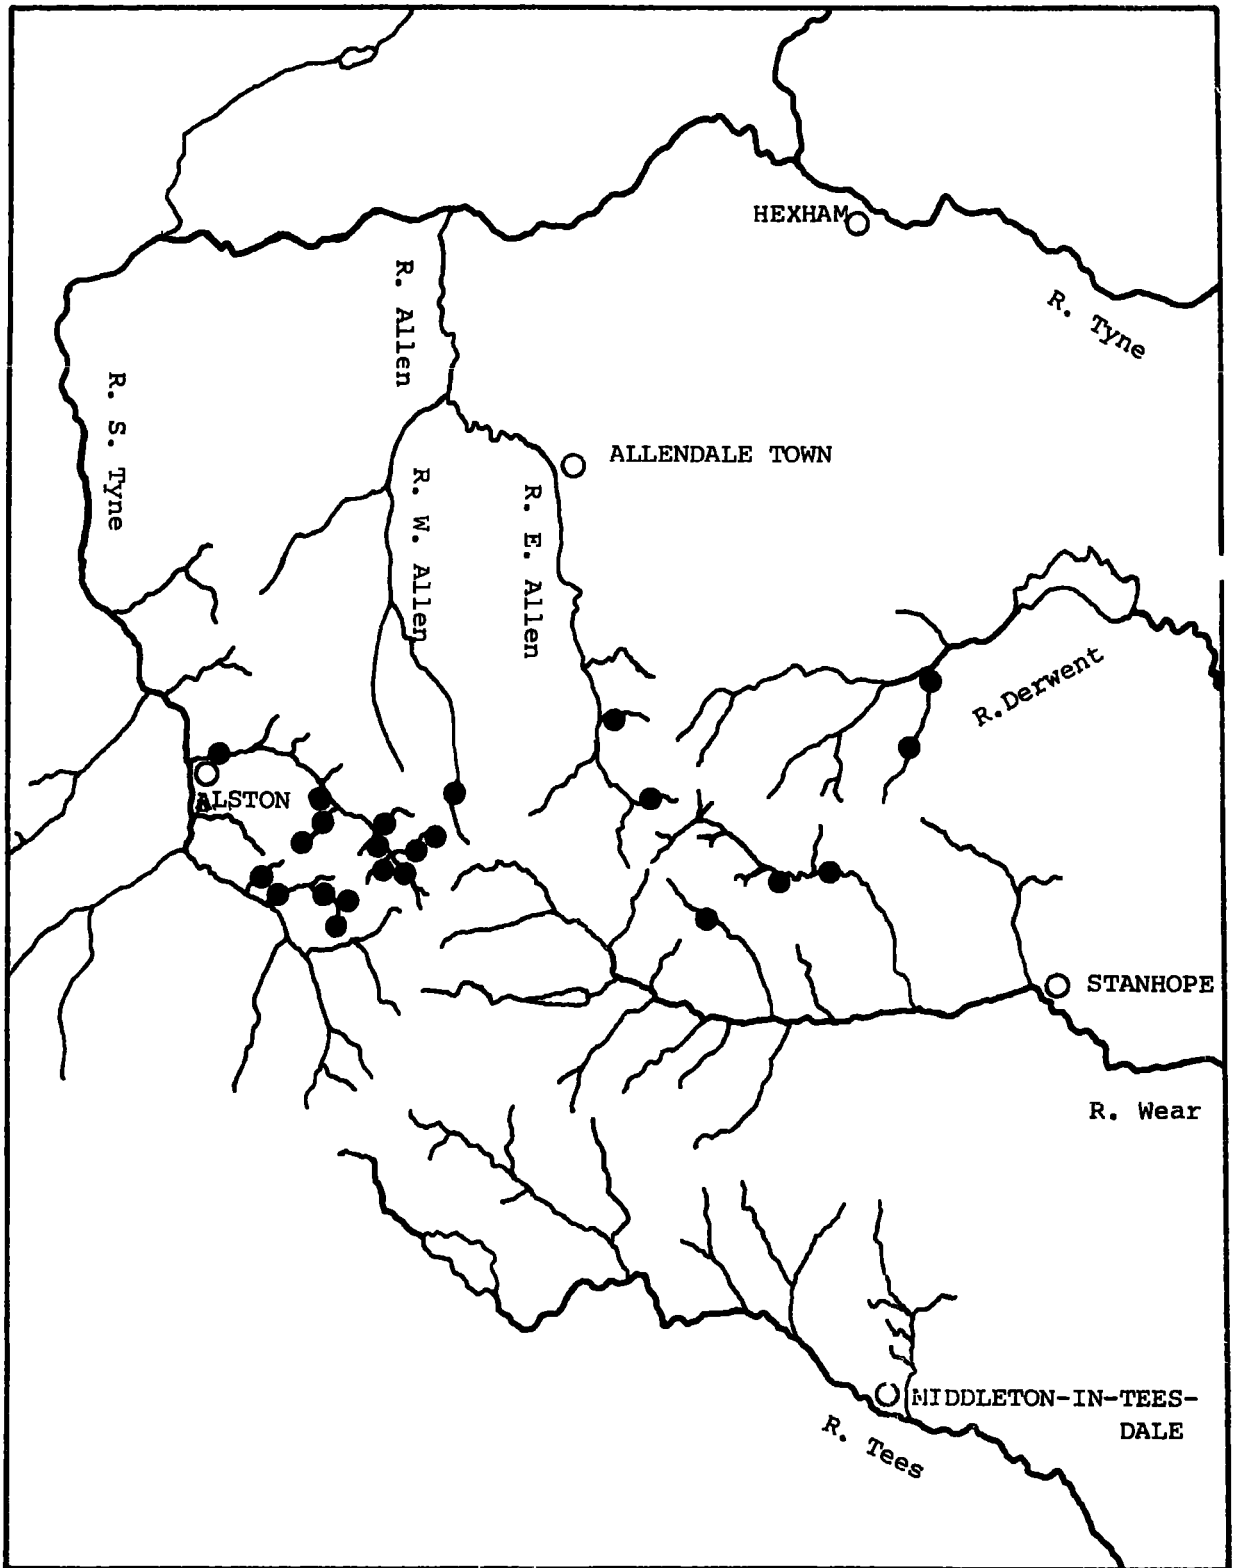 HEXHAM
R. Allen
R. Tyne
R. S. Tyne
ALLENDALE TOWN
R. W. Allen
R. E. Allen
R. Derwent
ALSTON
STANHOPE
R. Wear
MIDDLETON-IN-TEES-
DALE
R. Tees